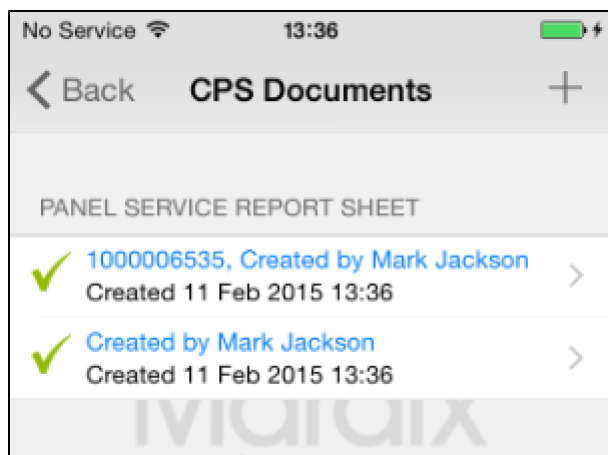 No Service 13:36
Back CPS Documents +
PANEL SERVICE REPORT SHEET
1000006535, Created by Mark Jackson
Created 11 Feb 2015 13:36
Created by Mark Jackson
Created 11 Feb 2015 13:36